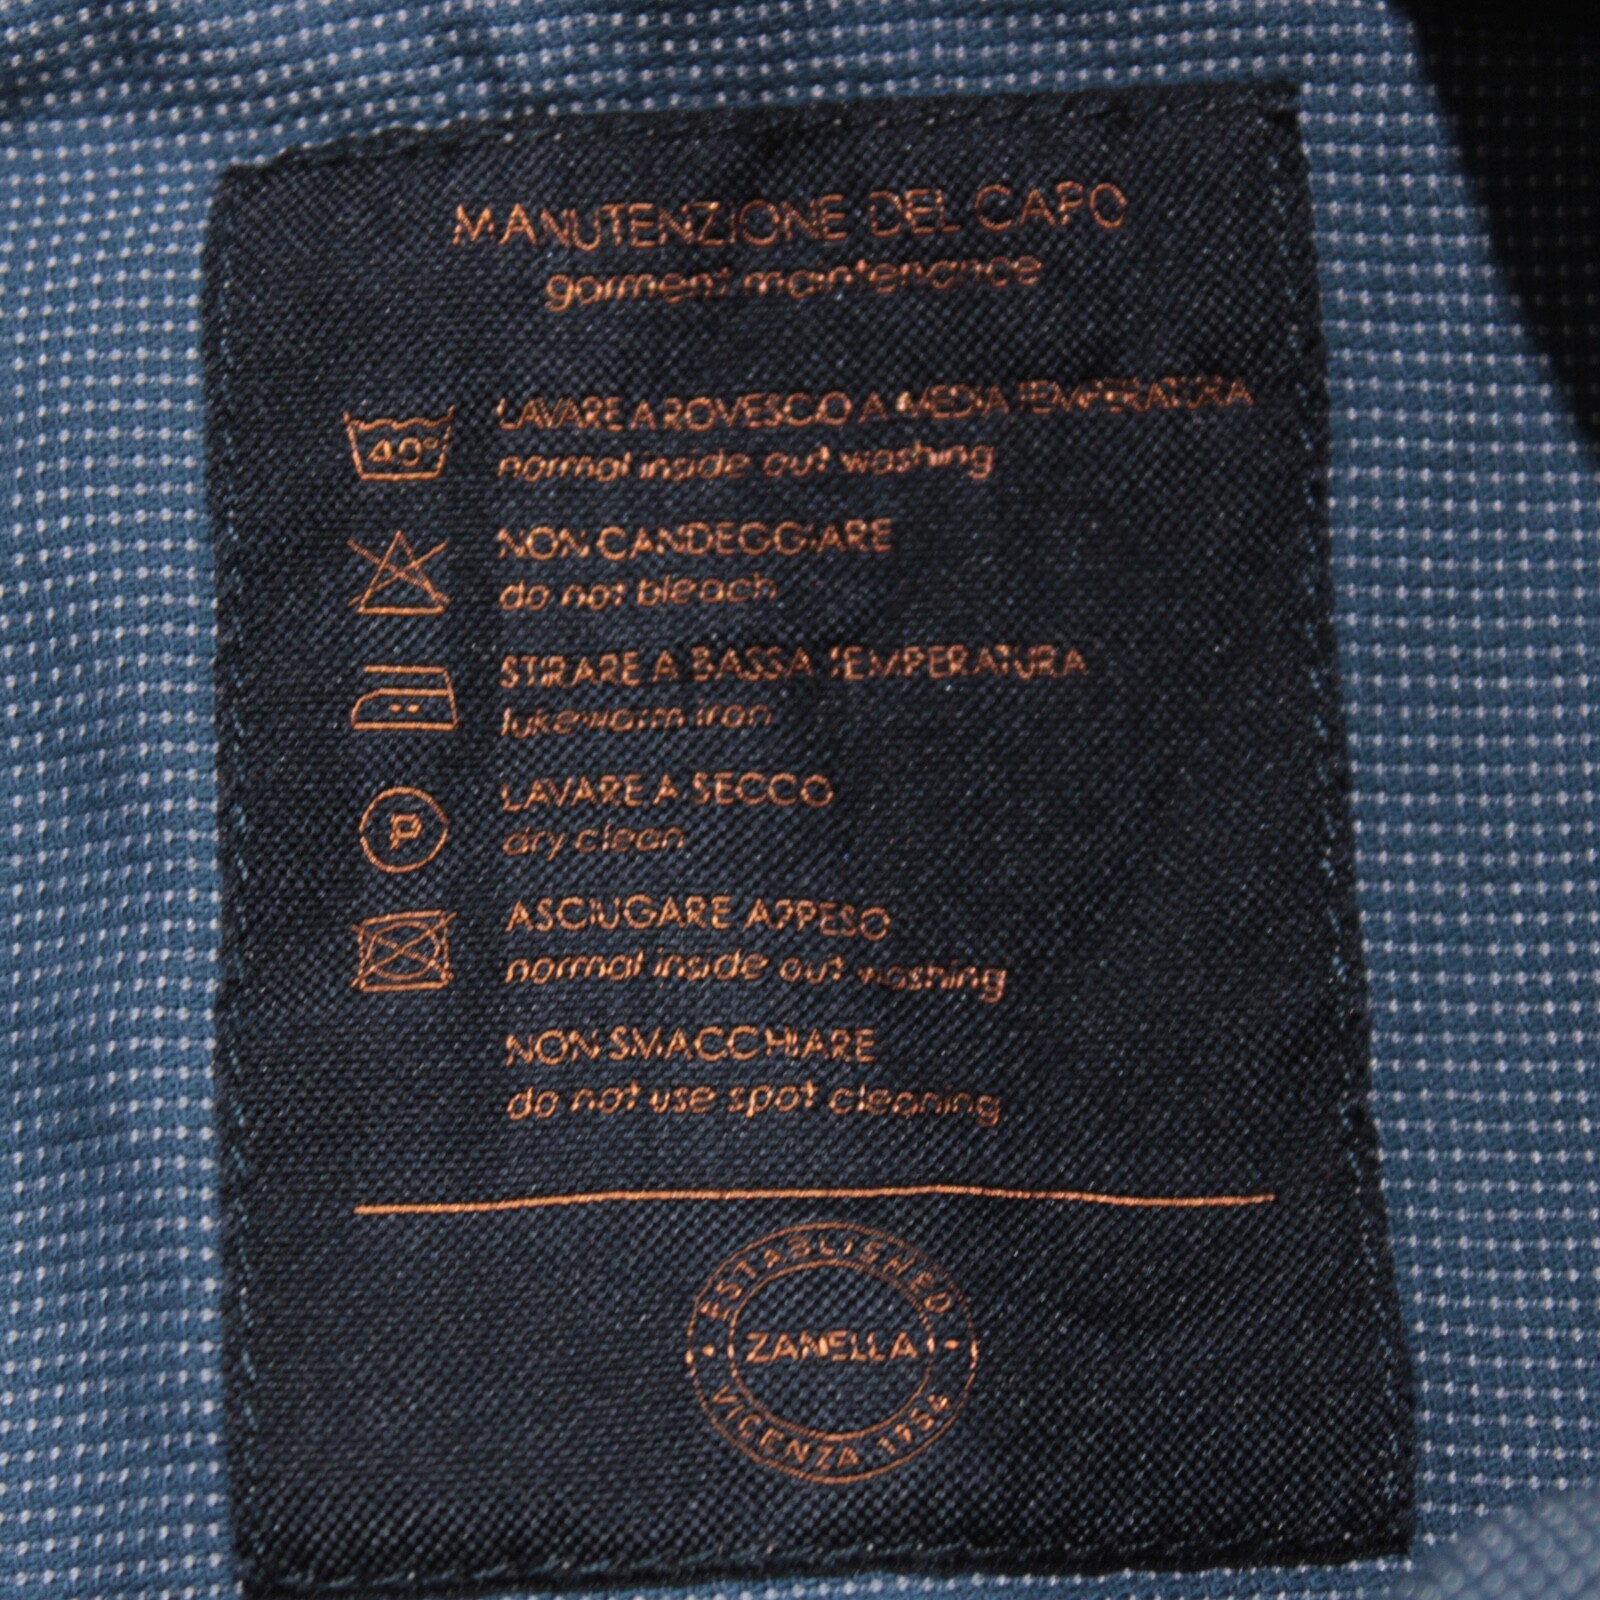 MANUTENZIONE DEL CAPO
garment maintenance
40°
LAVARE A ROVESCIO A MEDIA TEMPERATURA
normal inside out washing
NON CANDEGGIARE
do not bleach
STIRARE A BASSA TEMPERATURA
lukewarm iron
P
LAVARE A SECCO
dry clean
ASCIUGARE APPESO
normal inside out washing
NON SMACCHIARE
do not use spot cleaning
ESTABLISHED
ZANELLA
VICENZA 1954